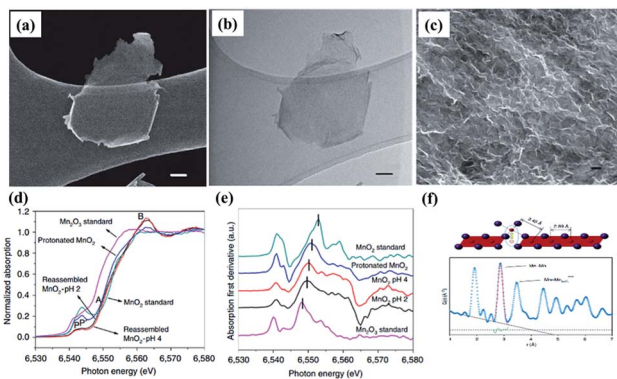 (a)
(b)
(c)
(d)
1.2
1.0
0.8
0.6
0.4
0.2
0.0
Normalized absorption
Mn2O3 standard
Protonated MnO2
Reassembled
MnO2-pH 2
B
A
pP
MnO2 standard
Reassembled
MnO2-pH 4
6,530 6,540 6,550 6,560 6,570 6,580
Photon energy (eV)
(e)
Absorption first derivative (a.u.)
MnO2 standard
Protonated MnO2
MnO2 pH 4
MnO2 pH 2
Mn2O3 standard
6,530 6,540 6,550 6,560 6,570 6,580
Photon energy (eV)
(f)
Mn-Mn
r (Å)